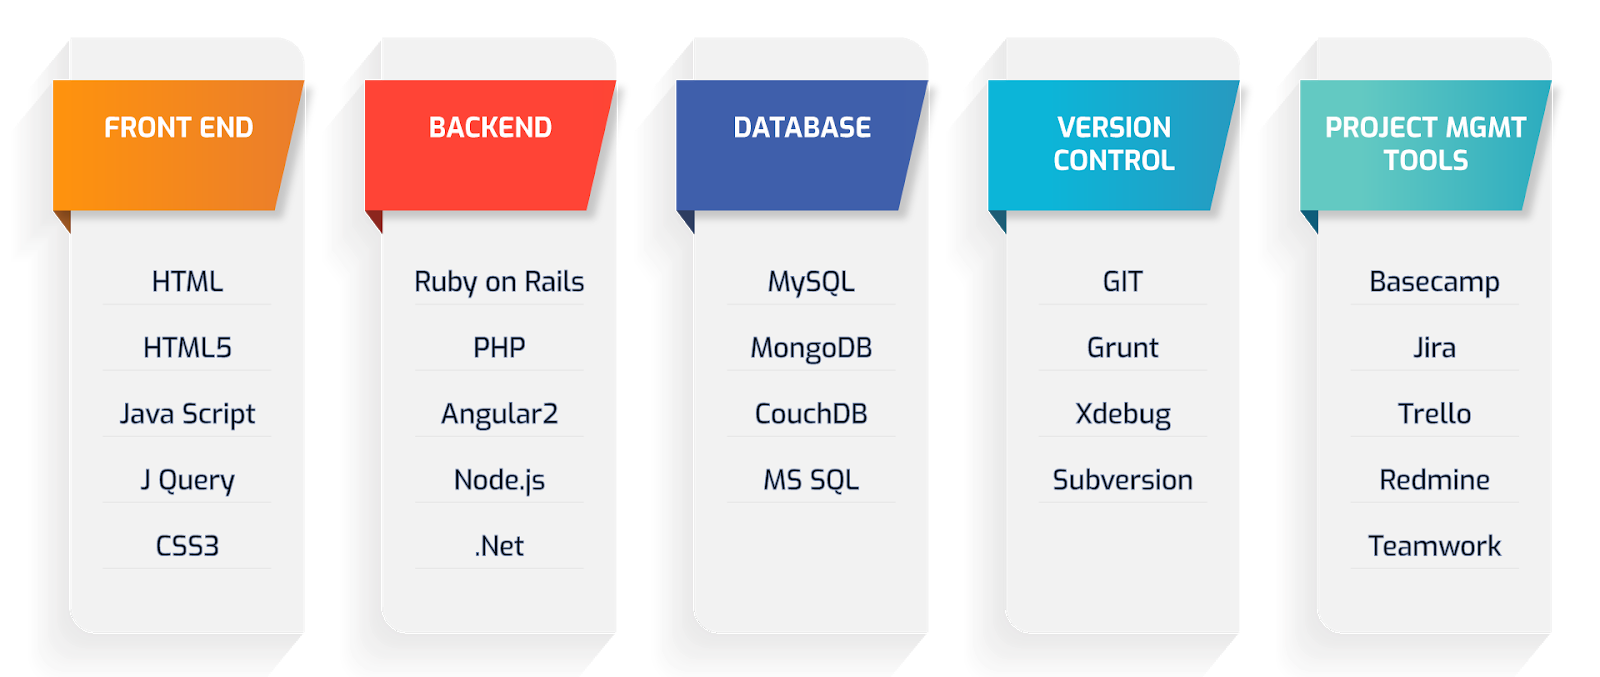 FRONT END
HTML
HTML5
Java Script
J Query
CSS3
BACKEND
Ruby on Rails
PHP
Angular2
Node.js
.Net
DATABASE
MySQL
MongoDB
CouchDB
MS SQL
VERSION
CONTROL
GIT
Grunt
Xdebug
Subversion
PROJECT MGMT
TOOLS
Basecamp
Jira
Trello
Redmine
Teamwork